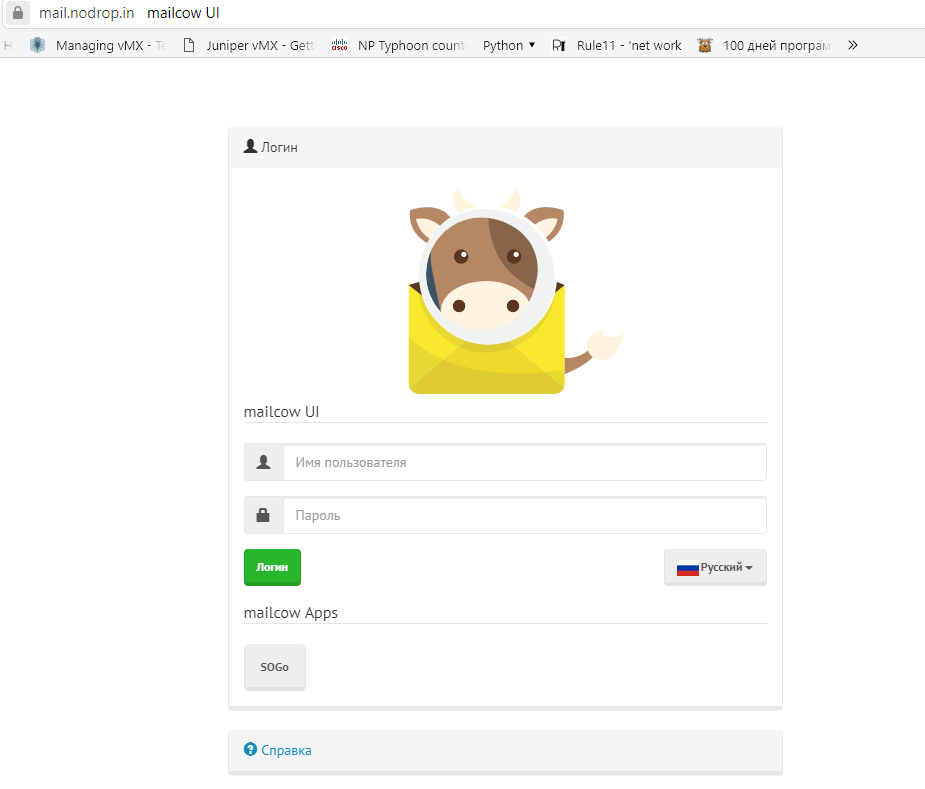 mail.nodrop.in mailcow UI
Managing vMX - Juniper vMX - Gett NP Typhoon count Python Rule11 - 'net work 100 дней програм »
Логин
mailcow UI
Имя пользователя
Пароль
Логин Русский
mailcow Apps
SOGo
Справка